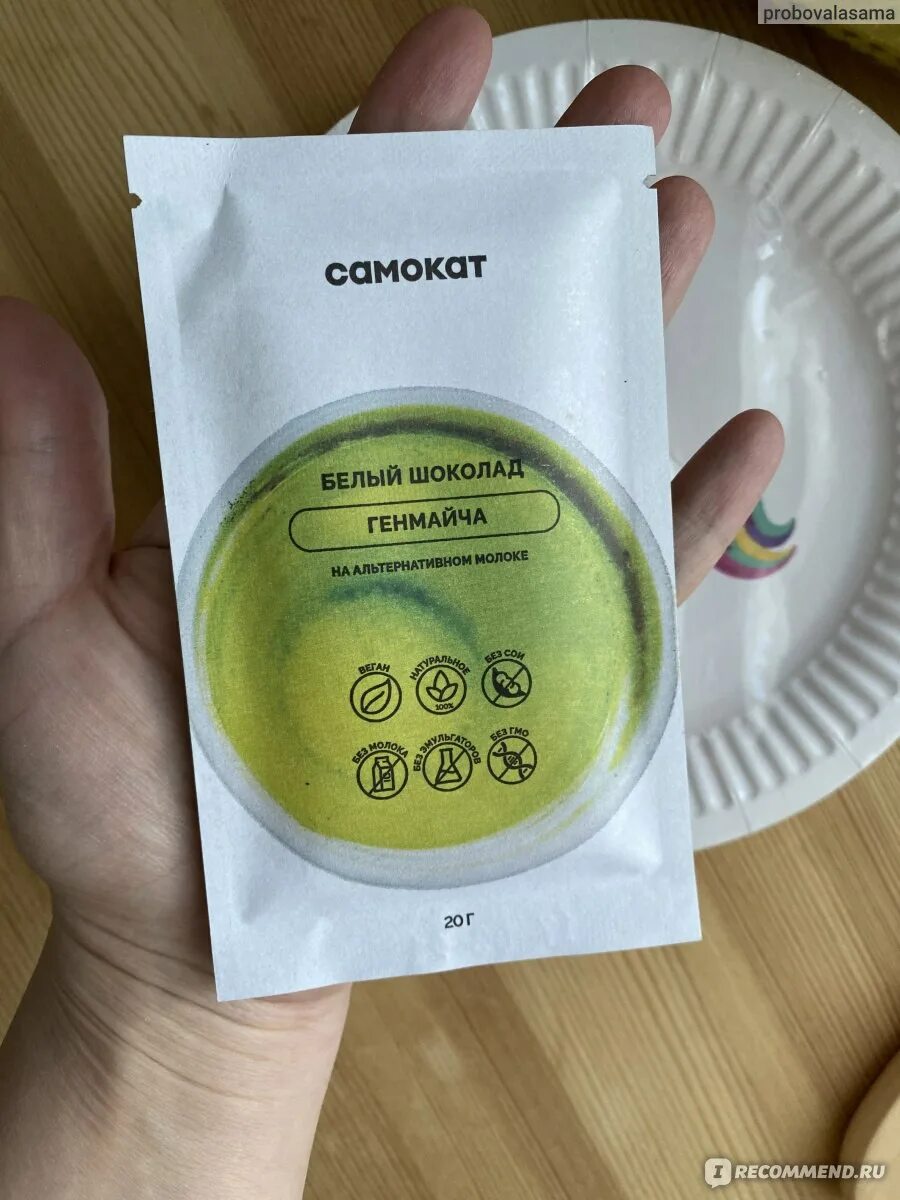 probovalasama
самокат
БЕЛЫЙ ШОКОЛАД
ГЕНМАЙЧА
НА АЛЬТЕРНАТИВНОМ МОЛОКЕ
ВЕГАН
НАТУРАЛЬНОЕ
100%
БЕЗ СОИ
БЕЗ МОЛОКА
БЕЗ ЭМУЛЬГАТОРОВ
БЕЗ ГМО
20 Г
IRECOMMEND.RU